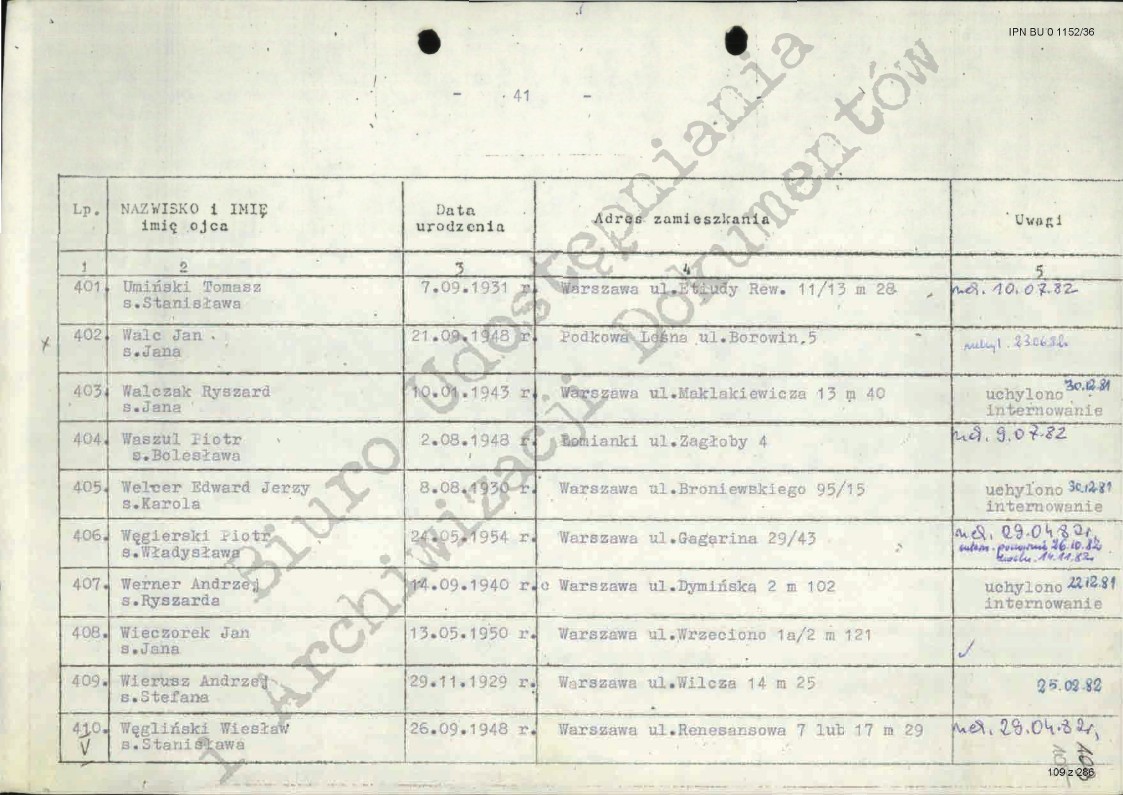 IPN BU 0 1152/36
- 41 -
Lp. NAZWISKO i IMIĘ Data Adres zamieszkania Uwagi
imię ojca urodzenia
1 2 3 4 5
401. Umiński Tomasz 7.09.1931 r. Warszawa ul.Etiudy Rew. 11/13 m 28 10.07.82
s.Stanisława
402. Walc Jan 21.09.1948 r. Podkowa Leśna ul.Borowin 5 23.06.82
s.Jana
403. Walczak Ryszard 10.01.1943 r. Warszawa ul.Maklakiewicza 13 m 40 uchylono 30.12.81
s.Jana internowanie
404. Waszul Piotr 2.08.1948 r. Łomianki ul.Zagłoby 4 9.07.82
s.Bolesława
405. Welcer Edward Jerzy 8.08.1930 r. Warszawa ul.Broniewskiego 95/15 uchylono 30.12.81
s.Karola internowanie
406. Węgierski Piotr 24.05.1954 r. Warszawa ul.Gagarina 29/43 29.04.82r.
s.Władysława 26.10.82
14.11.82
407. Werner Andrzej 14.09.1940 r. Warszawa ul.Dymińska 2 m 102 uchylono 22.12.81
s.Ryszarda internowanie
408. Wieczorek Jan 13.05.1950 r. Warszawa ul.Wrzeciono 1a/2 m 121
s.Jana
409. Wierusz Andrzej 29.11.1929 r. Warszawa ul.Wilcza 14 m 25 25.02.82
s.Stefana
410. Węgliński Wiesław 26.09.1948 r. Warszawa ul.Renesansowa 7 lub 17 m 29 29.04.82r.
s.Stanisława
109 z 286
Biuro Udostępniania
i Archiwizacji Dokumentów